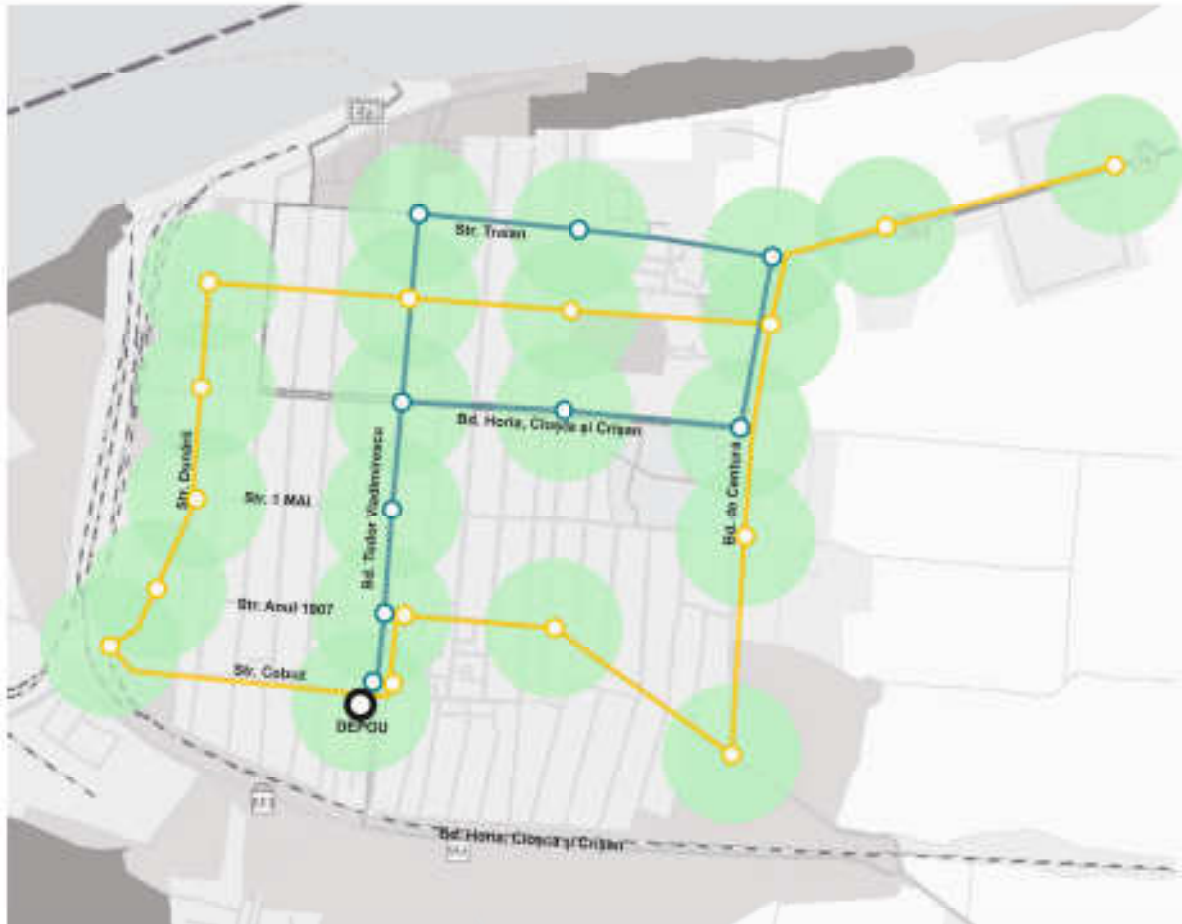 Str. Traian
Bd. Horia, Cloșca și Crișan
Str. Dunării
Bd. Tudor Vladimirescu
Bd. de Centură
Str. 1 MAI
Str. Anul 1907
Str. Cobuz
DEPOU
Bd. Horia, Cloșca și Crișan